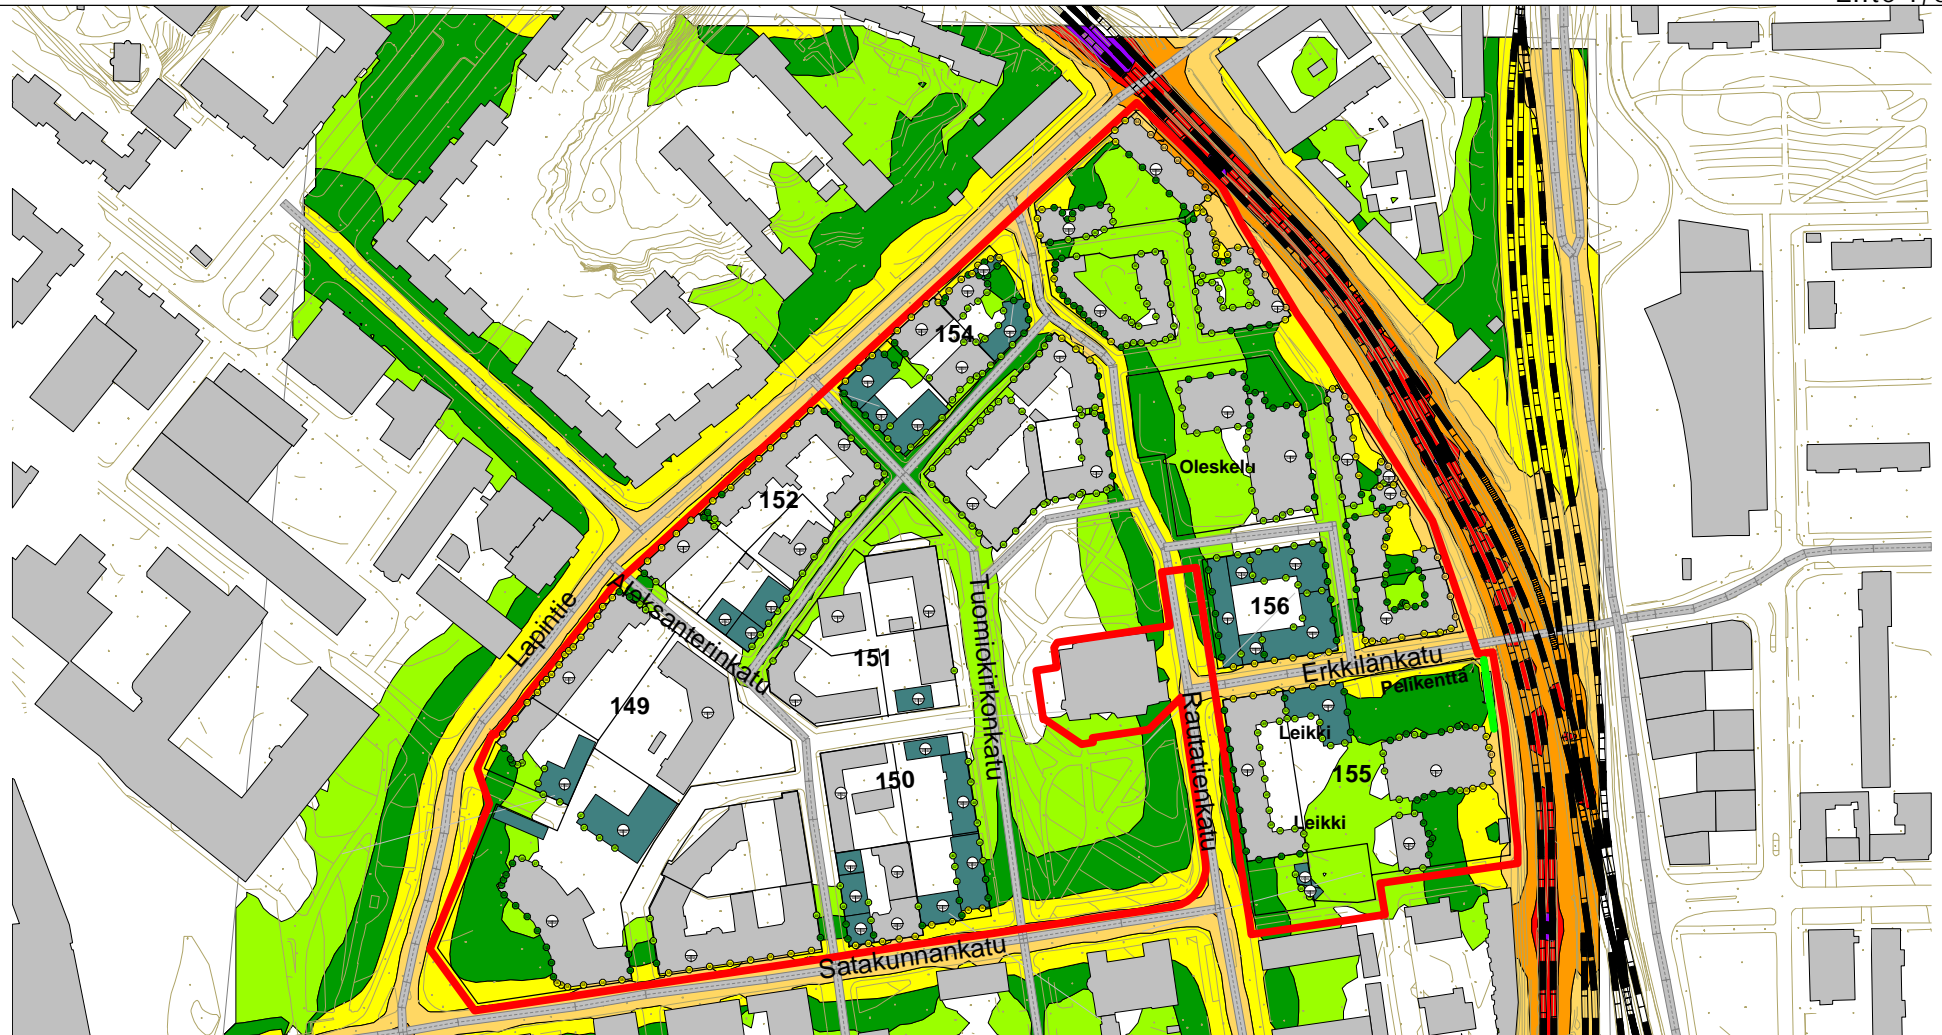 154
152
Oleskelu
Lapintie
Aleksanterinkatu
156
151
Tuomiokirkonkatu
Erkkilänkatu
Pelikenttä
149
Rautatienkatu
Leikki
155
150
Leikki
Satakunnankatu